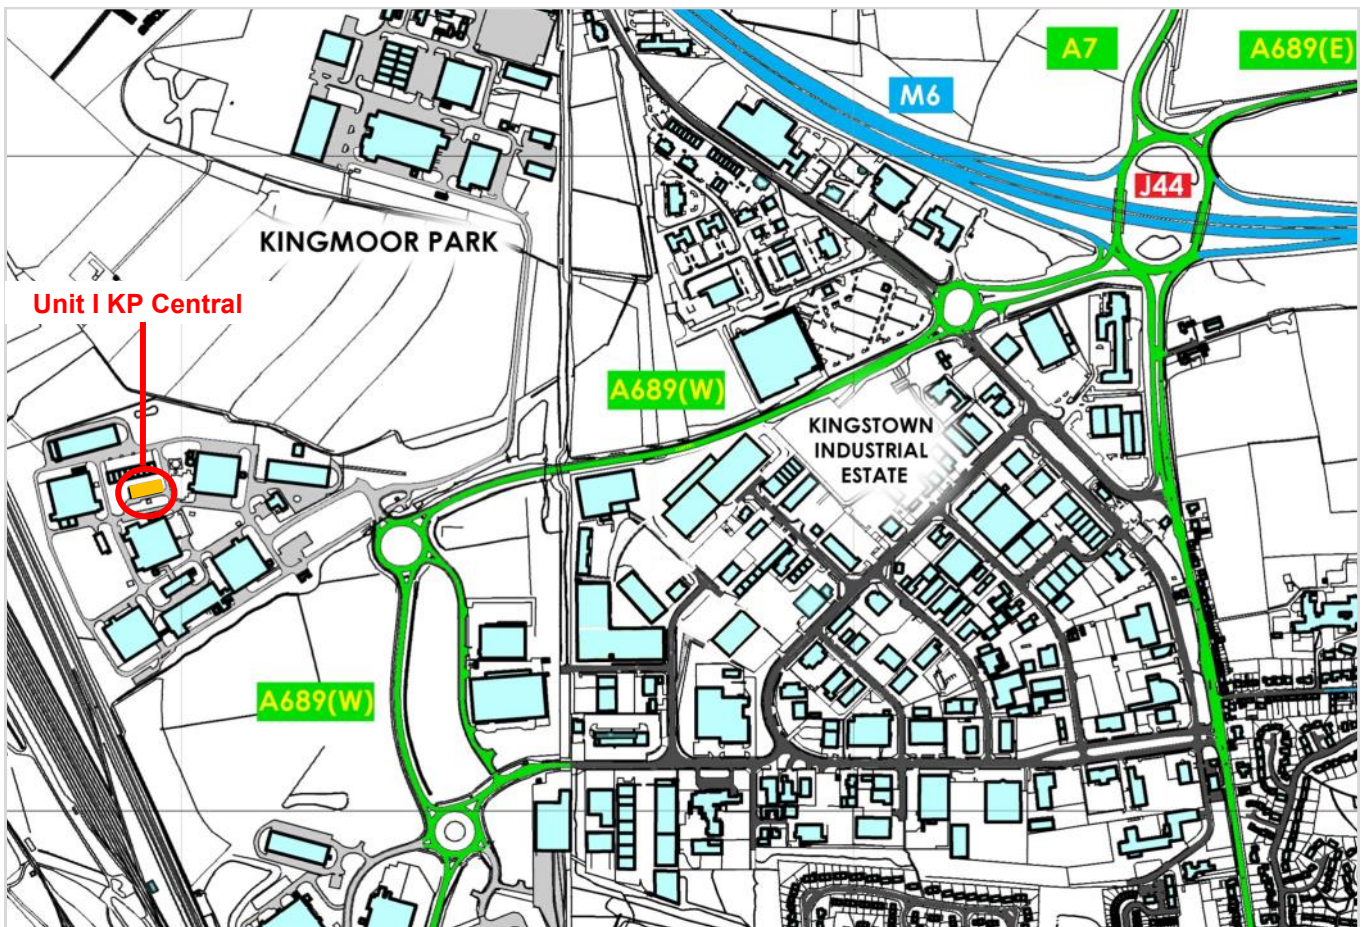 A7
A689(E)
M6
J44
KINGMOOR PARK
Unit I KP Central
A689(W)
KINGSTOWN
INDUSTRIAL
ESTATE
A689(W)